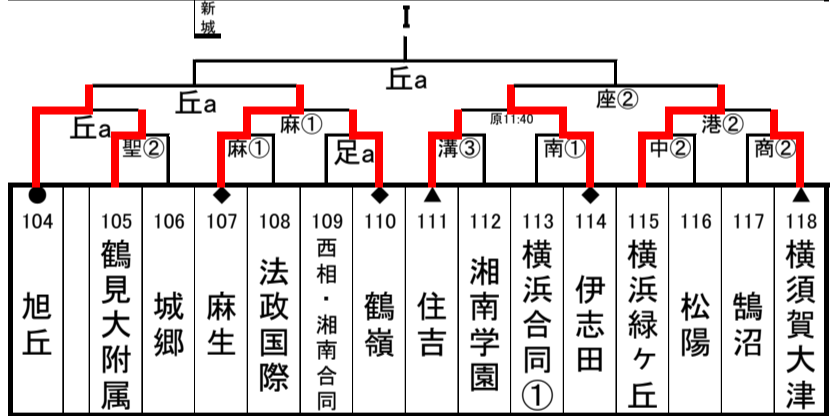 新城
I
丘a
丘a
座②
丘a
麻①
原11:40
港②
聖②
麻①
足a
溝③
南①
中②
商②
104
105
106
107
108
109
110
111
112
113
114
115
116
117
118
旭丘
鶴見大附属
城郷
麻生
法政国際
西相・湘南合同
鶴嶺
住吉
湘南学園
横浜合同①
伊志田
横浜緑ヶ丘
松陽
鵠沼
横須賀大津